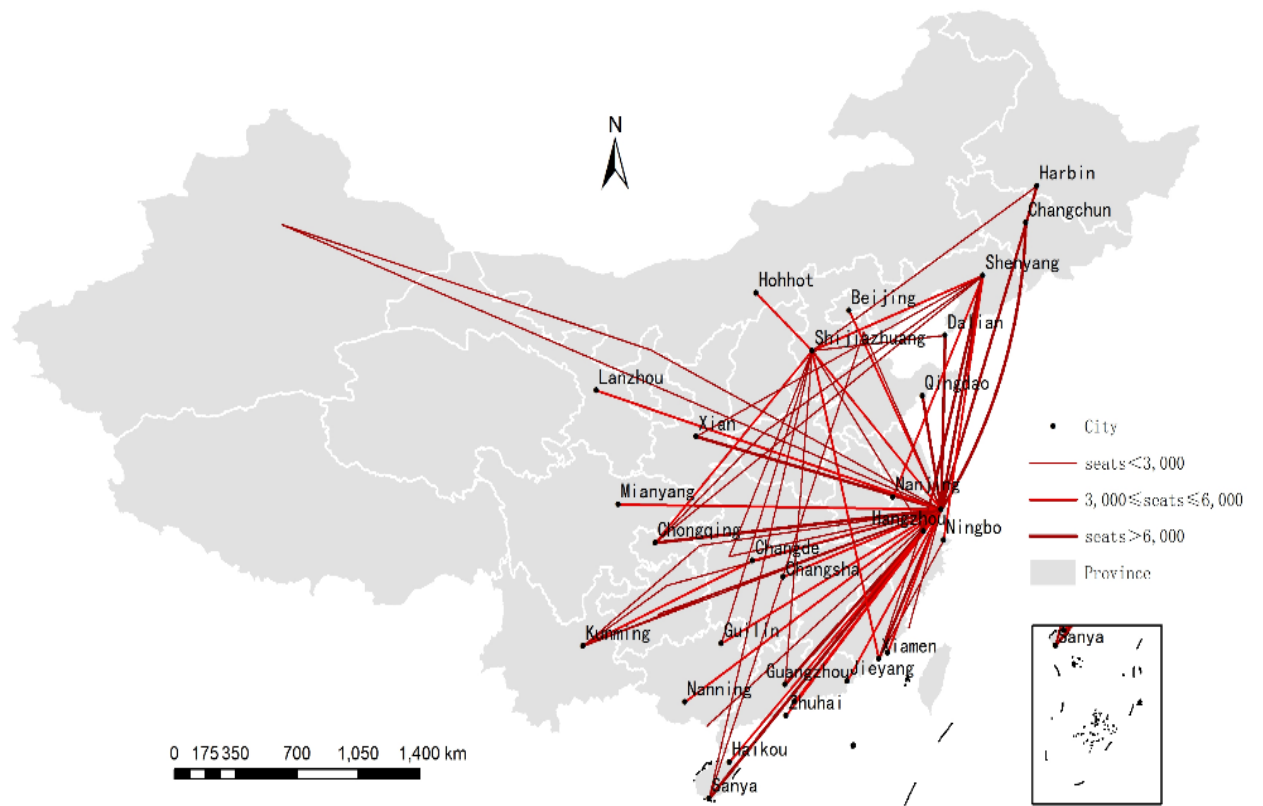 N
Harbin
Changchun
Shenyang
Hohhot
Beijing
Dalian
Shijiazhuang
Lanzhou
Qingdao
Xian
City
seats<3,000
Mianyang
Nanjing
3,000≤seats≤6,000
Hangzhou
Ningbo
Chongqing
seats>6,000
Changde
Changsha
Province
Kunming
Guilin
Xiamen
Sanya
Guangzhou
Jieyang
Nanning
Zhuhai
Haikou
0 175 350 700 1,050 1,400 km
Sanya